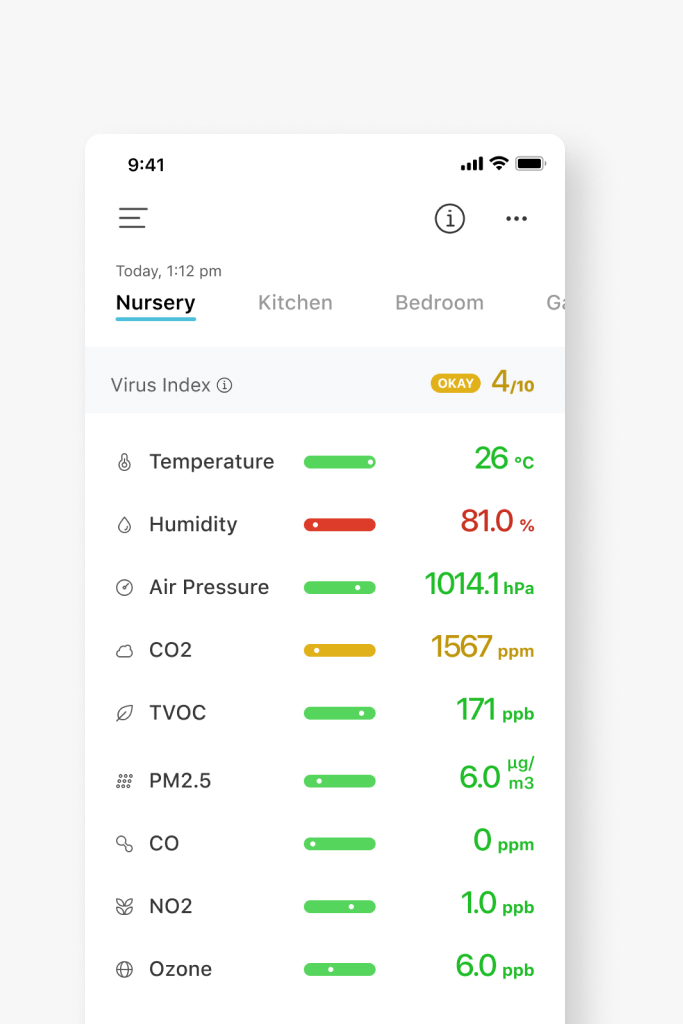 9:41
Today, 1:12 pm
Nursery Kitchen Bedroom Ga
Virus Index OKAY 4/10
Temperature 26 °C
Humidity 81.0 %
Air Pressure 1014.1 hPa
CO2 1567 ppm
TVOC 171 ppb
PM2.5 6.0 µg/
m3
CO 0 ppm
NO2 1.0 ppb
Ozone 6.0 ppb